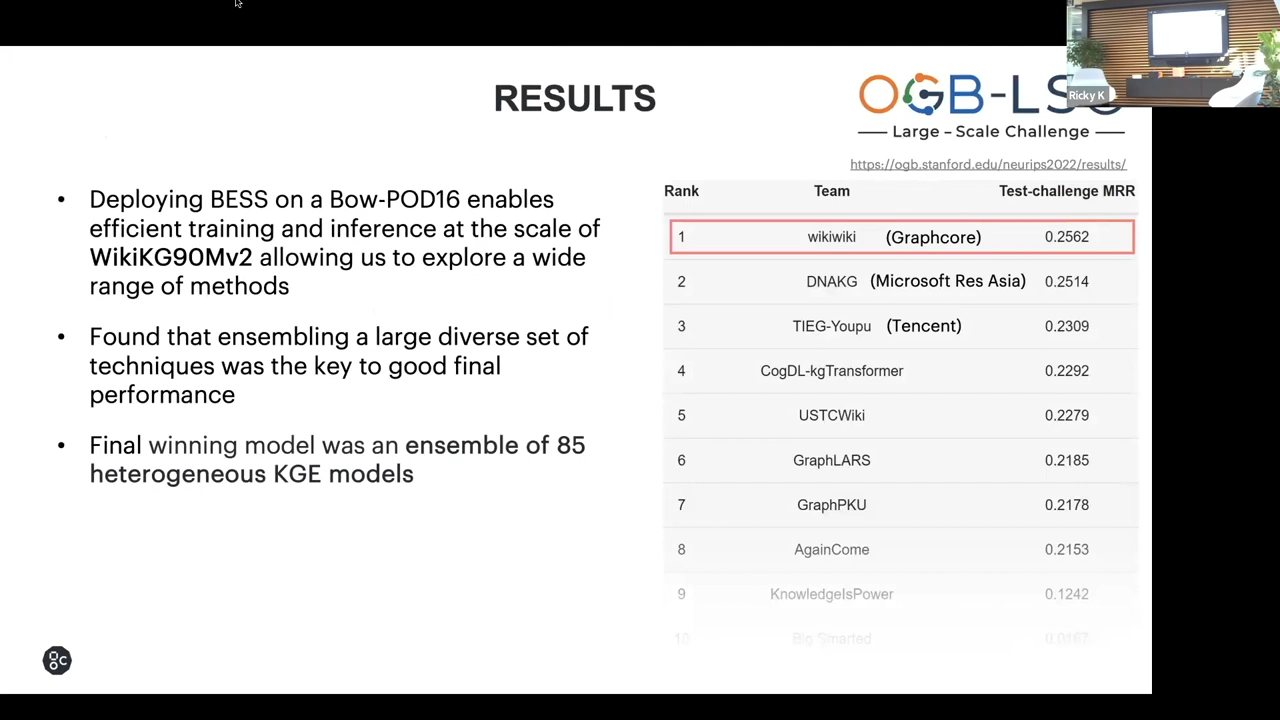 RESULTS
OGB-LSC
Large - Scale Challenge
Ricky K
https://ogb.stanford.edu/neurips2022/results/
• Deploying BESS on a Bow-POD16 enables
efficient training and inference at the scale of
WikiKG90Mv2 allowing us to explore a wide
range of methods
• Found that ensembling a large diverse set of
techniques was the key to good final
performance
• Final winning model was an ensemble of 85
heterogeneous KGE models
Rank Team Test-challenge MRR
1 wikiwiki (Graphcore) 0.2562
2 DNAKG (Microsoft Res Asia) 0.2514
3 TIEG-Youpu (Tencent) 0.2309
4 CogDL-kgTransformer 0.2292
5 USTCWiki 0.2279
6 GraphLARS 0.2185
7 GraphPKU 0.2178
8 AgainCome 0.2153
9 KnowledgeIsPower 0.1242
10 Big Smarted
gc